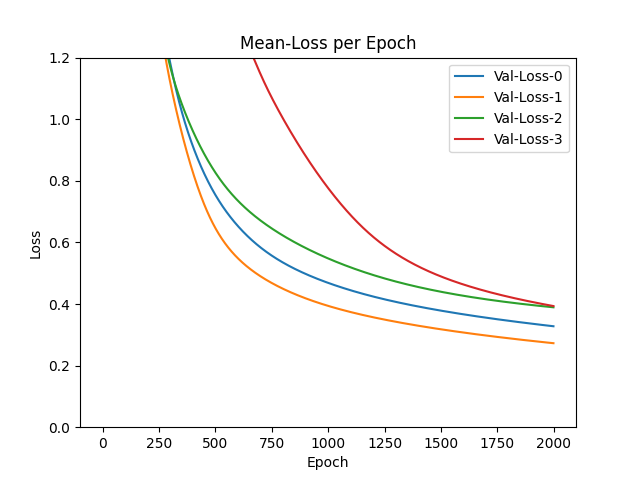 Mean-Loss per Epoch
1.2
1.0
0.8
0.6
0.4
0.2
0.0
Loss
Val-Loss-0
Val-Loss-1
Val-Loss-2
Val-Loss-3
0 250 500 750 1000 1250 1500 1750 2000
Epoch